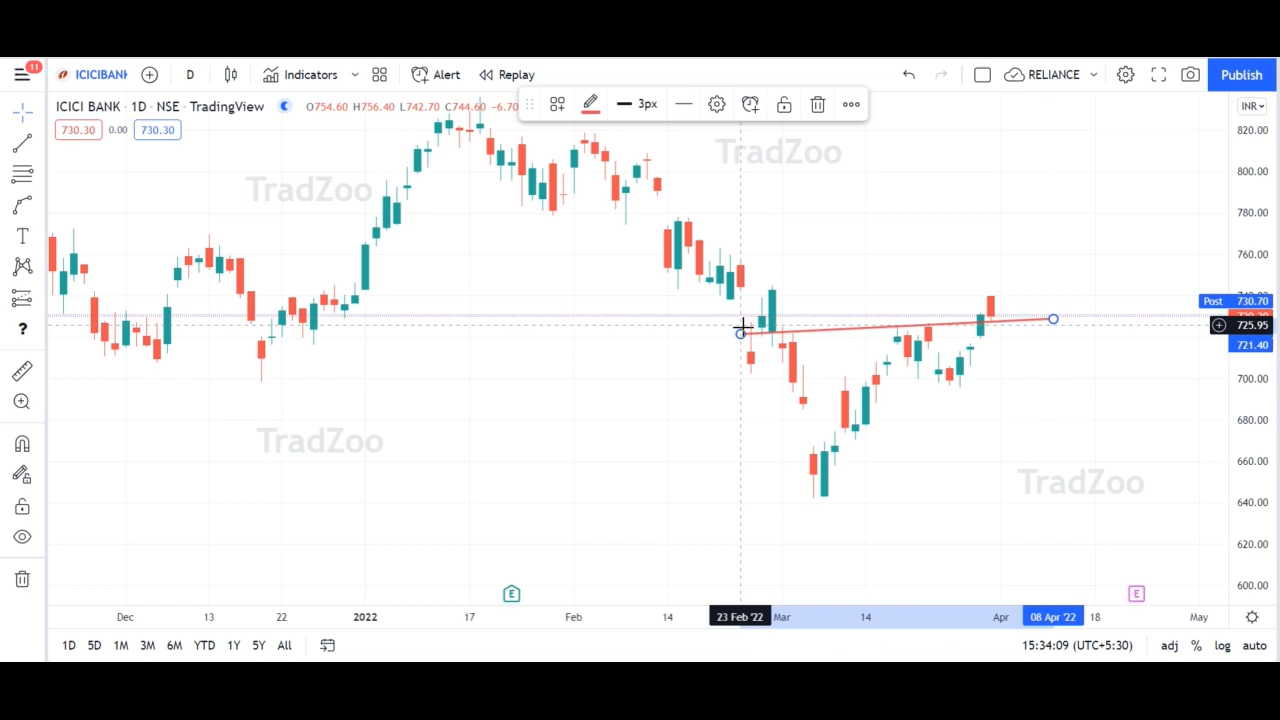 11
ICICIBANK
D
Indicators
Alert
Replay
RELIANCE
Publish
ICICI BANK · 1D · NSE · TradingView
O754.60 H756.40 L742.70 C744.60 -6.70
3px
INR
730.30
0.00
730.30
820.00
TradZoo
TradZoo
800.00
780.00
760.00
740.00
Post 730.70
725.95
721.40
700.00
680.00
TradZoo
660.00
TradZoo
640.00
620.00
600.00
E
E
Dec
13
22
2022
17
Feb
14
23 Feb '22
Mar
14
Apr
08 Apr '22
18
May
1D
5D
1M
3M
6M
YTD
1Y
5Y
All
15:34:09 (UTC+5:30)
adj
%
log
auto